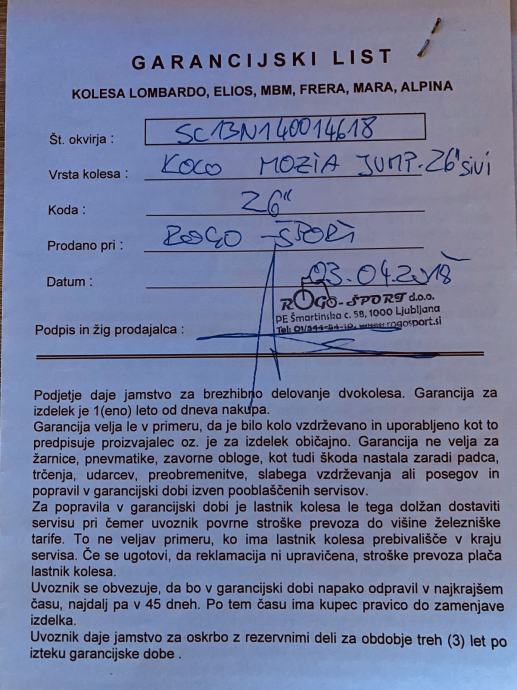 GARANCIJSKI LIST
KOLESA LOMBARDO, ELIOS, MBM, FRERA, MARA, ALPINA
Št. okvirja : SC13N140014618
Vrsta kolesa : KOLO MOZIA JUMP. 26" SIVI
Koda : 26"
Prodano pri : ROGO-ŠPORT
Datum : 03.04.2018
ROGO-ŠPORT d.o.o.
PE Šmartinska c. 58, 1000 Ljubljana
Podpis in žig prodajalca :
Podjetje daje jamstvo za brezhibno delovanje dvokolesa. Garancija za
izdelek je 1(eno) leto od dneva nakupa.
Garancija velja le v primeru, da je bilo kolo vzdrževano in uporabljeno kot to
predpisuje proizvajalec oz. je za izdelek običajno. Garancija ne velja za
žarnice, pnevmatike, zavorne obloge, kot tudi škoda nastala zaradi padca,
trčenja, udarcev, preobremenitve, slabega vzdrževanja ali posegov in
popravil v garancijski dobi izven pooblaščenih servisov.
Za popravila v garancijski dobi je lastnik kolesa le tega dolžan dostaviti
servisu pri čemer uvoznik povrne stroške prevoza do višine železniške
tarife. To ne veljav primeru, ko ima lastnik kolesa prebivališče v kraju
servisa. Če se ugotovi, da reklamacija ni upravičena, stroške prevoza plača
lastnik kolesa.
Uvoznik se obvezuje, da bo v garancijski dobi napako odpravil v najkrajšem
času, najdalj pa v 45 dneh. Po tem času ima kupec pravico do zamenjave
izdelka.
Uvoznik daje jamstvo za oskrbo z rezervnimi deli za obdobje treh (3) let po
izteku garancijske dobe .